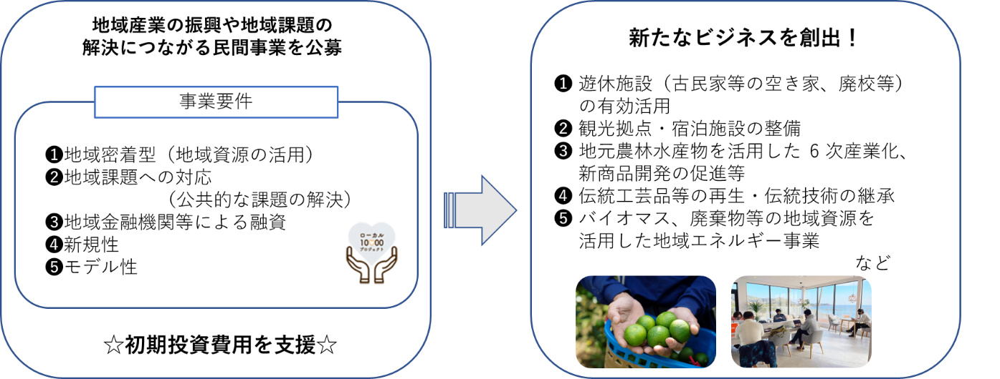 地域産業の振興や地域課題の
解決につながる民間事業を公募
事業要件
❶地域密着型（地域資源の活用）
❷地域課題への対応
（公共的な課題の解決）
❸地域金融機関等による融資
❹新規性
❺モデル性
ローカル
10000
プロジェクト
☆初期投資費用を支援☆
新たなビジネスを創出！
❶ 遊休施設（古民家等の空き家、廃校等）
の有効活用
❷ 観光拠点・宿泊施設の整備
❸ 地元農林水産物を活用した 6 次産業化、
新商品開発の促進等
❹ 伝統工芸品等の再生・伝統技術の継承
❺ バイオマス、廃棄物等の地域資源を
活用した地域エネルギー事業
など